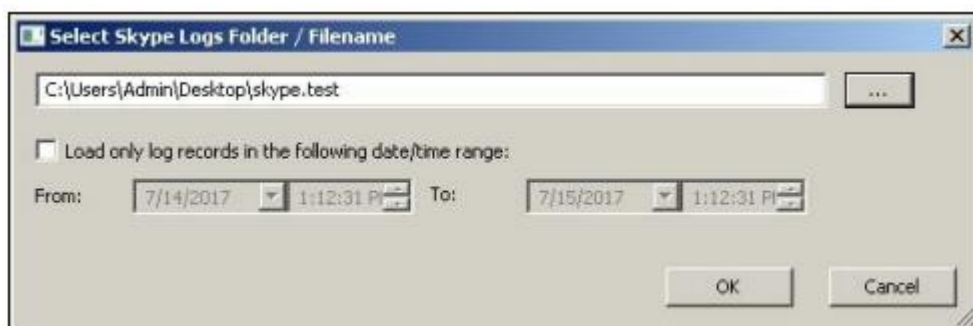 Select Skype Logs Folder / Filename
C:\Users\Admin\Desktop\skype.test
...
Load only log records in the following date/time range:
From: 7/14/2017 1:12:31 P To: 7/15/2017 1:12:31 P
OK Cancel